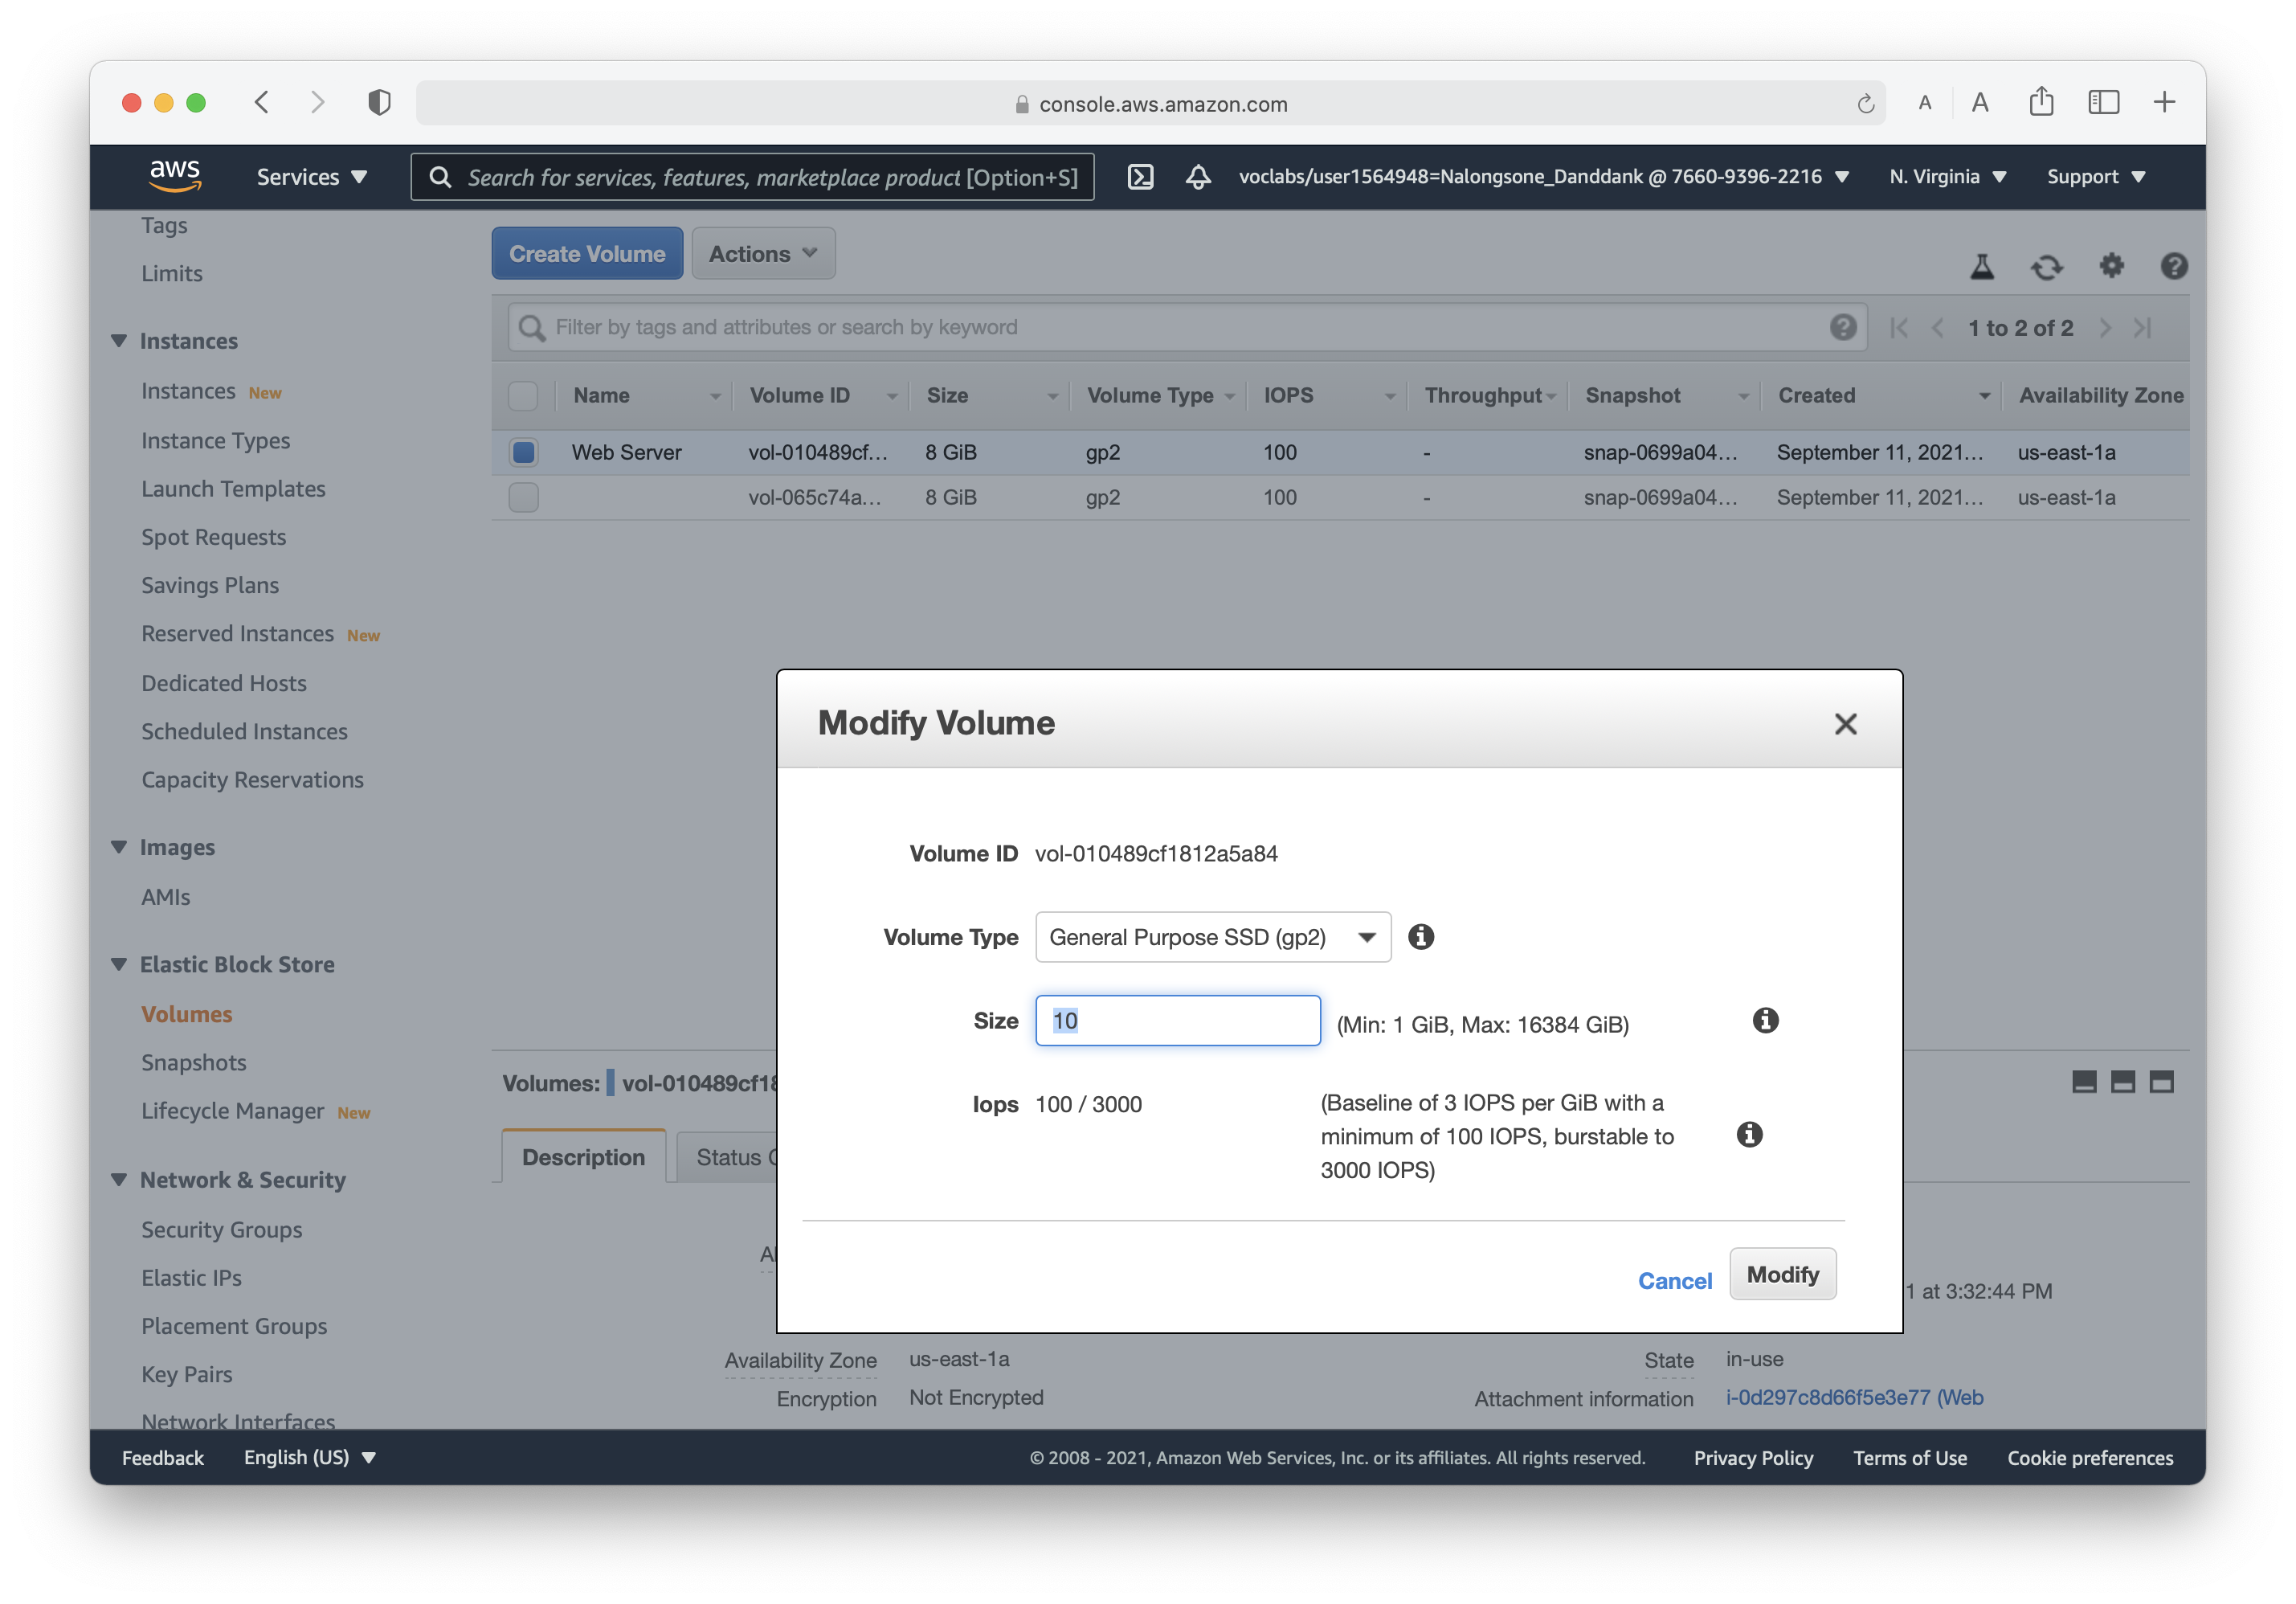 console.aws.amazon.com
A A
aws Services Search for services, features, marketplace product [Option+S] voclabs/user1564948=Nalongsone_Danddank @ 7660-9396-2216 N. Virginia Support
Tags
Limits
Instances
Instances New
Instance Types
Launch Templates
Spot Requests
Savings Plans
Reserved Instances New
Dedicated Hosts
Scheduled Instances
Capacity Reservations
Images
AMIs
Elastic Block Store
Volumes
Snapshots
Lifecycle Manager New
Network & Security
Security Groups
Elastic IPs
Placement Groups
Key Pairs
Network Interfaces
Create Volume Actions
Filter by tags and attributes or search by keyword 1 to 2 of 2
Name Volume ID Size Volume Type IOPS Throughput Snapshot Created Availability Zone
Web Server vol-010489cf... 8 GiB gp2 100 - snap-0699a04... September 11, 2021... us-east-1a
vol-065c74a... 8 GiB gp2 100 - snap-0699a04... September 11, 2021... us-east-1a
Modify Volume
Volume ID vol-010489cf1812a5a84
Volume Type General Purpose SSD (gp2)
Size 10 (Min: 1 GiB, Max: 16384 GiB)
Iops 100 / 3000 (Baseline of 3 IOPS per GiB with a
minimum of 100 IOPS, burstable to
3000 IOPS)
Cancel Modify
Volumes: vol-010489cf18
Description Status
1 at 3:32:44 PM
Availability Zone us-east-1a State in-use
Encryption Not Encrypted Attachment information i-0d297c8d66f5e3e77 (Web
Feedback English (US) © 2008 - 2021, Amazon Web Services, Inc. or its affiliates. All rights reserved. Privacy Policy Terms of Use Cookie preferences